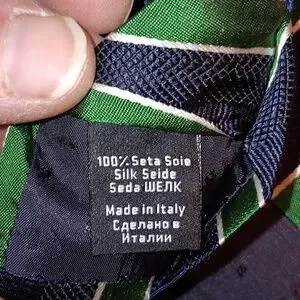 100% Seta Soie
Silk Seide
Seda ШЕЛК
Made in Italy
Сделано в
Италии